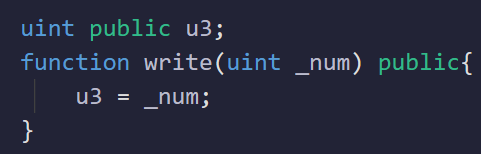 uint public u3;
function write(uint _num) public{
    u3 = _num;
}